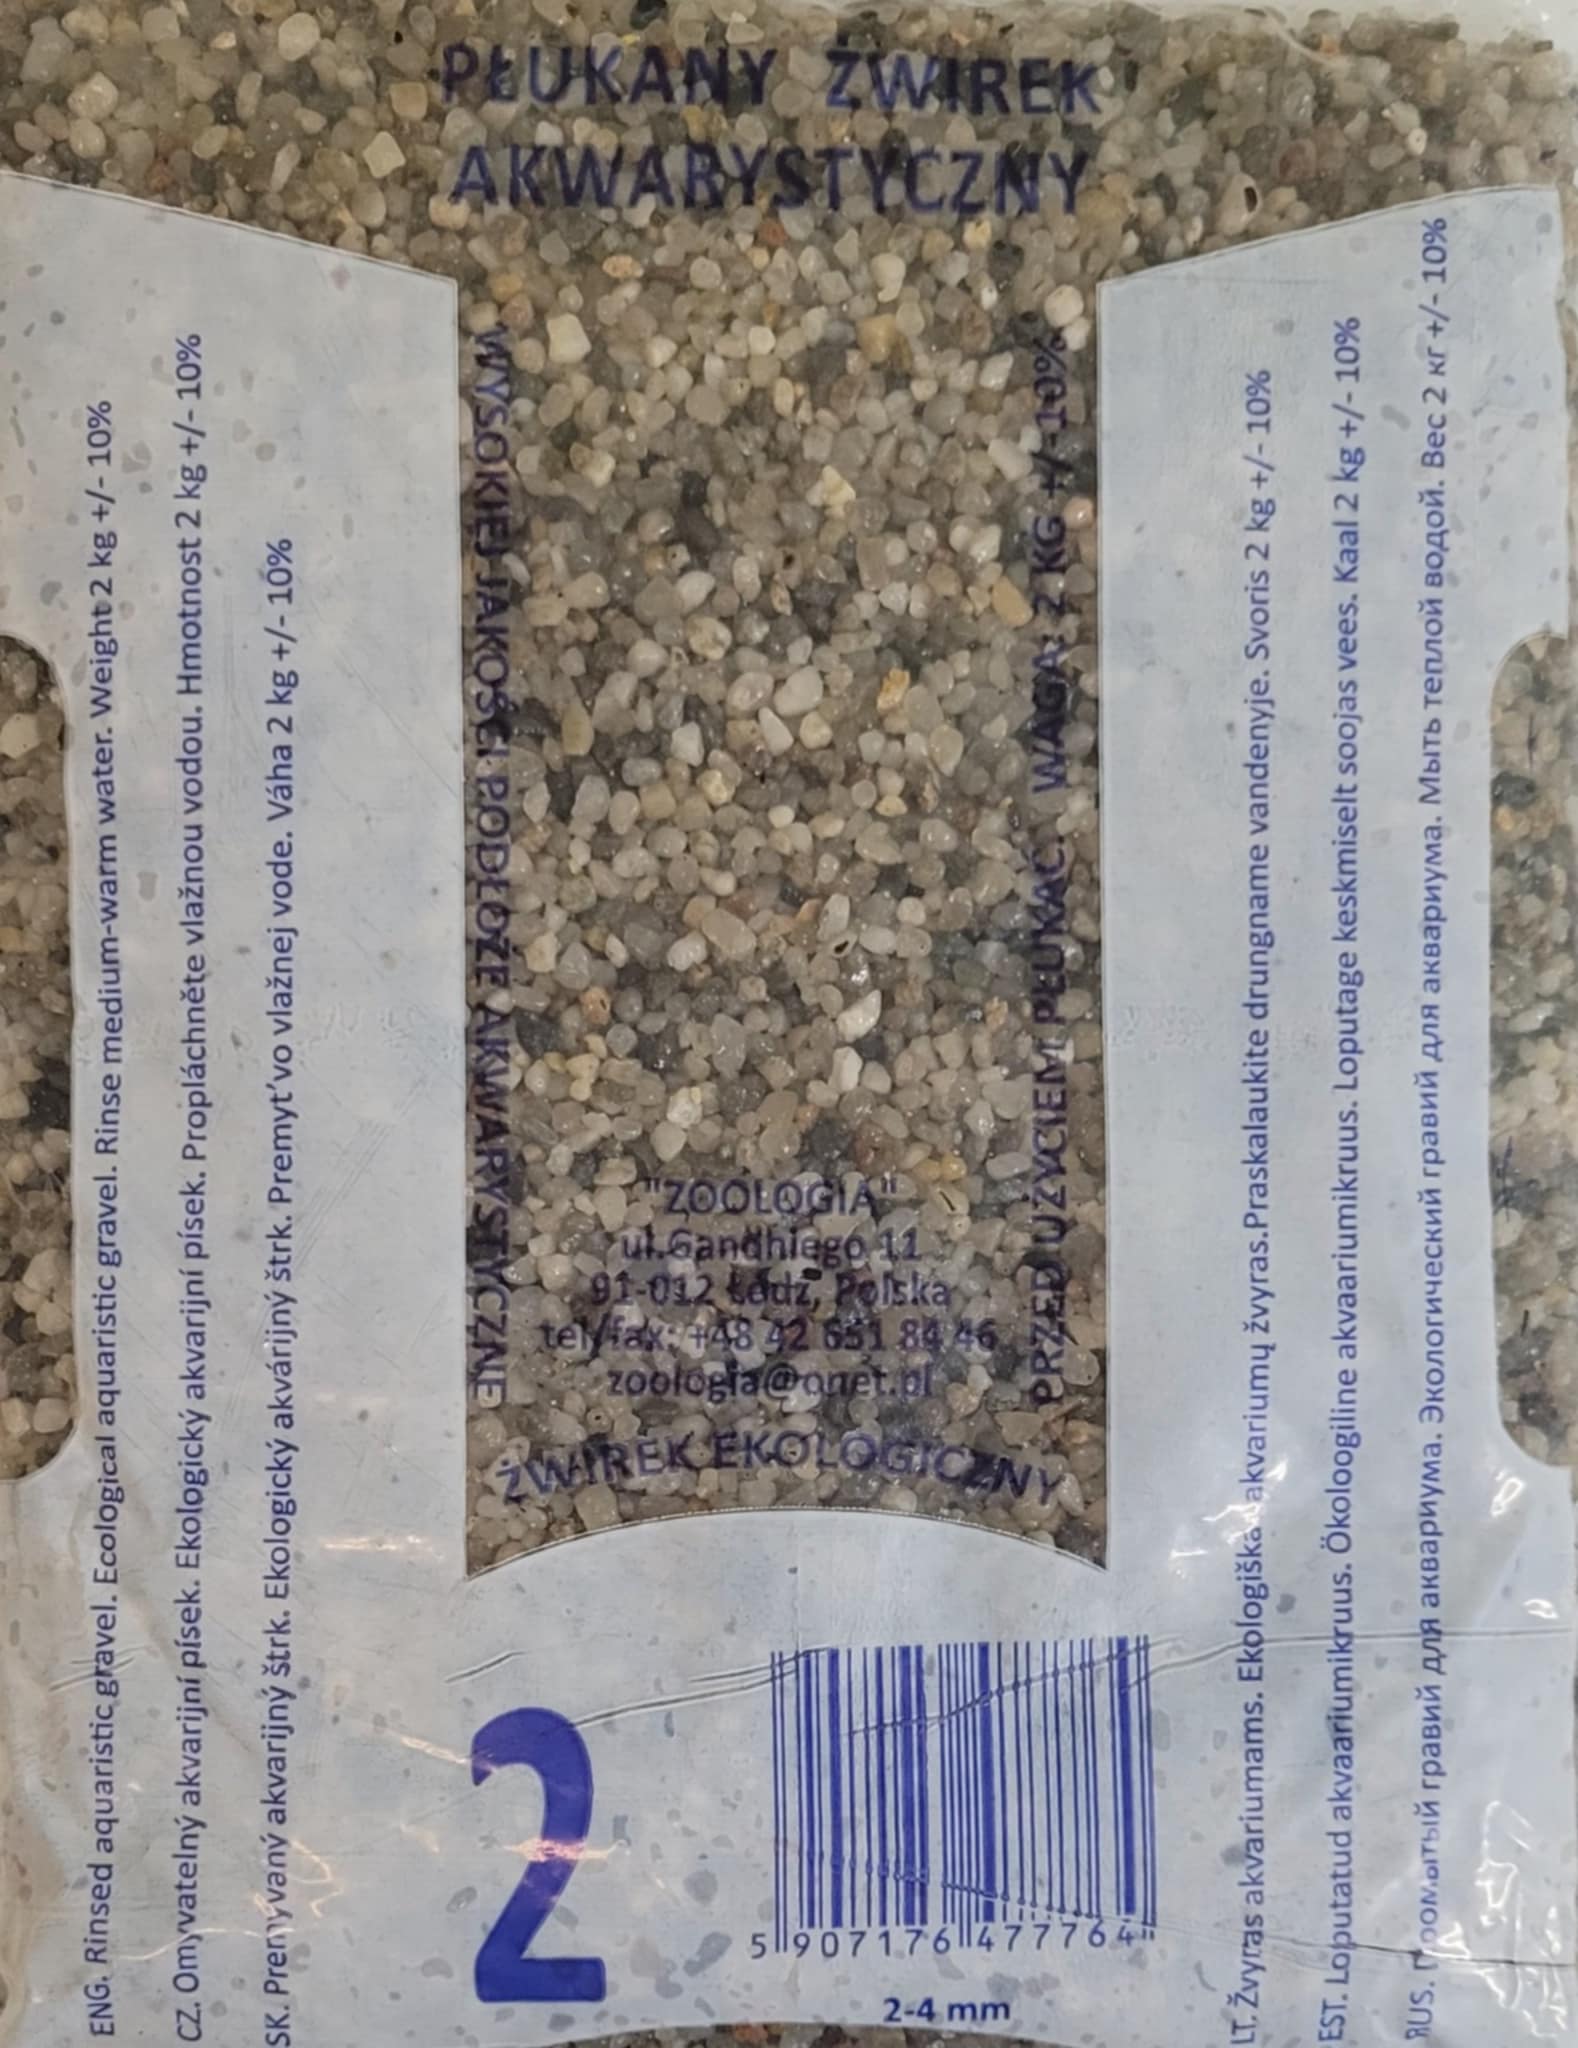 PŁUKANY ŻWIREK
AKWARYSTYCZNY
ENG. Rinsed aquaristic gravel. Ecological aquaristic gravel. Rinse medium-warm water. Weight 2 kg +/- 10%
CZ. Omyvatelný akvarijní písek. Ekologický akvarijní písek. Propláchněte vlažnou vodou. Hmotnost 2 kg +/- 10%
SK. Premývaný akvarijný štrk. Ekologický akvárijný štrk. Premyt´vo vlažnej vode. Váha 2 kg +/- 10%
WYSOKIEJ JAKOŚCI PODŁOŻE AKWARYSTYCZNE
PRZED UŻYCIEM PŁUKAĆ. WAGA: 2 KG +/-10%
"ZOOLOGIA"
ul.Gandhiego 11
91-012 Łódź, Polska
tel/fax: +48 42 651 84 46
zoologia@onet.pl
ŻWIREK EKOLOGICZNY
2
5 907176 477764
2-4 mm
LT. Žvyras akvariumams. Ekologiška akvariumų žvyras.Praskalaukite drungname vandenyje. Svoris 2 kg +/- 10%
EST. Loputatud akvaariumikruus. Ökoloogiline akvaariumikruus. Loputage keskmiselt soojas vees. Kaal 2 kg +/- 10%
RUS. Промытый гравий для аквариума. Экологический гравий для аквариума. Мыть теплой водой. Вес 2 кг +/- 10%